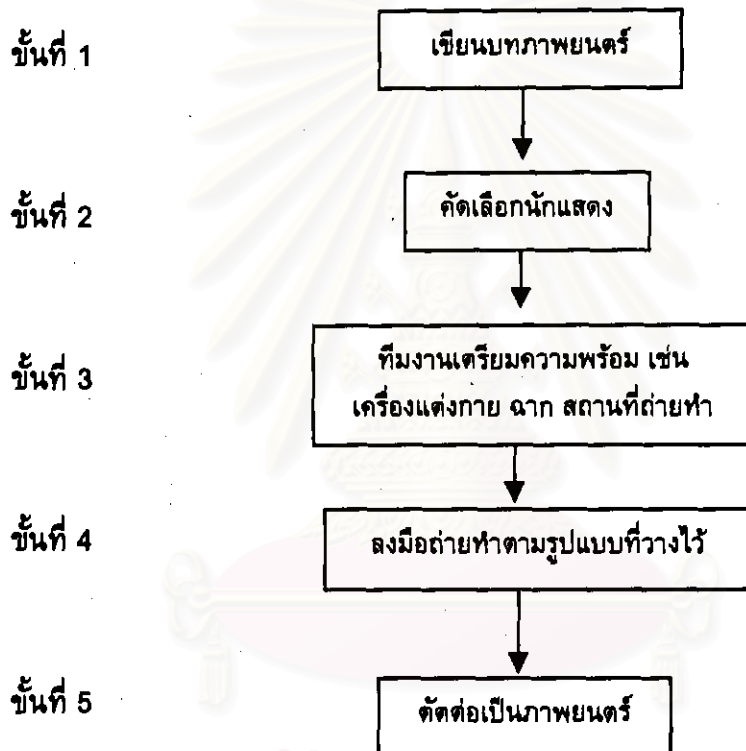 ขั้นที่ 1
เขียนบทภาพยนตร์
ขั้นที่ 2
คัดเลือกนักแสดง
ขั้นที่ 3
ทีมงานเตรียมความพร้อม เช่น
เครื่องแต่งกาย ฉาก สถานที่ถ่ายทำ
ขั้นที่ 4
ลงมือถ่ายทำตามรูปแบบที่วางไว้
ขั้นที่ 5
ตัดต่อเป็นภาพยนตร์